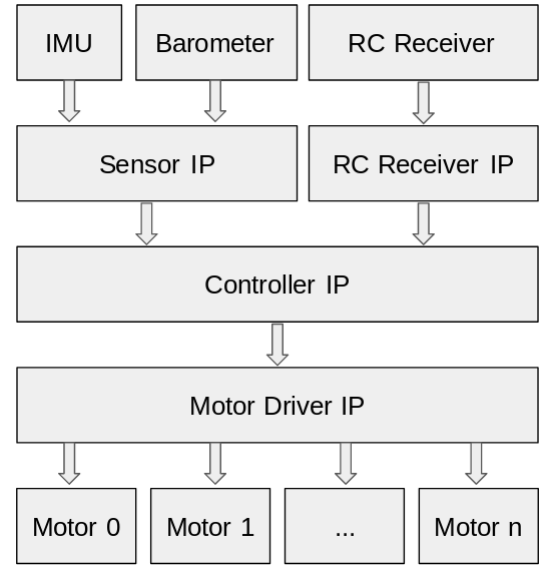 IMU
Barometer
RC Receiver
Sensor IP
RC Receiver IP
Controller IP
Motor Driver IP
Motor 0
Motor 1
...
Motor n